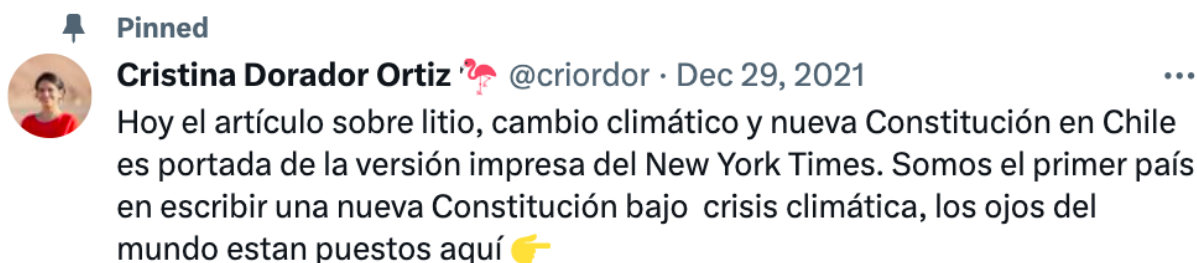 Pinned
Cristina Dorador Ortiz 🦩 @criordor · Dec 29, 2021
Hoy el artículo sobre litio, cambio climático y nueva Constitución en Chile
es portada de la versión impresa del New York Times. Somos el primer país
en escribir una nueva Constitución bajo  crisis climática, los ojos del
mundo estan puestos aquí 👉